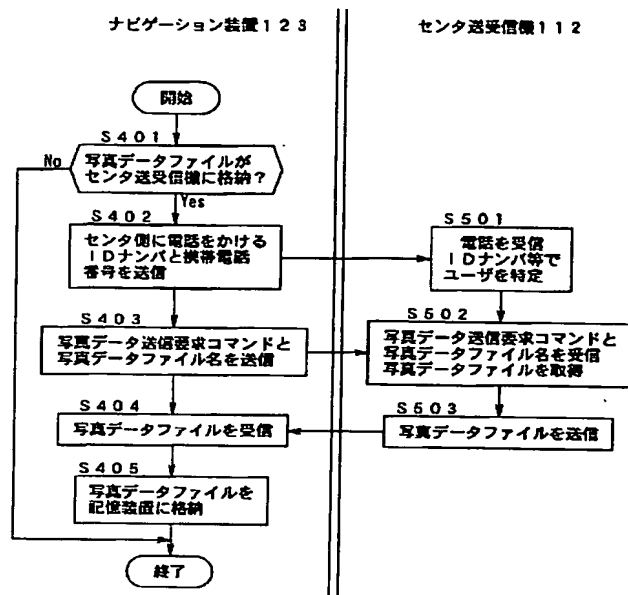 ナビゲーション装置123
センタ送受信機112
開始
S401
写真データファイルが
センタ送受信機に格納?
No
Yes
S402
センタ側に電話をかける
IDナンバと携帯電話
番号を送信
S501
電話を受信
IDナンバ等で
ユーザを特定
S403
写真データ送信要求コマンドと
写真データファイル名を送信
S502
写真データ送信要求コマンドと
写真データファイル名を受信
写真データファイルを取得
S404
写真データファイルを受信
S503
写真データファイルを送信
S405
写真データファイルを
記憶装置に格納
終了